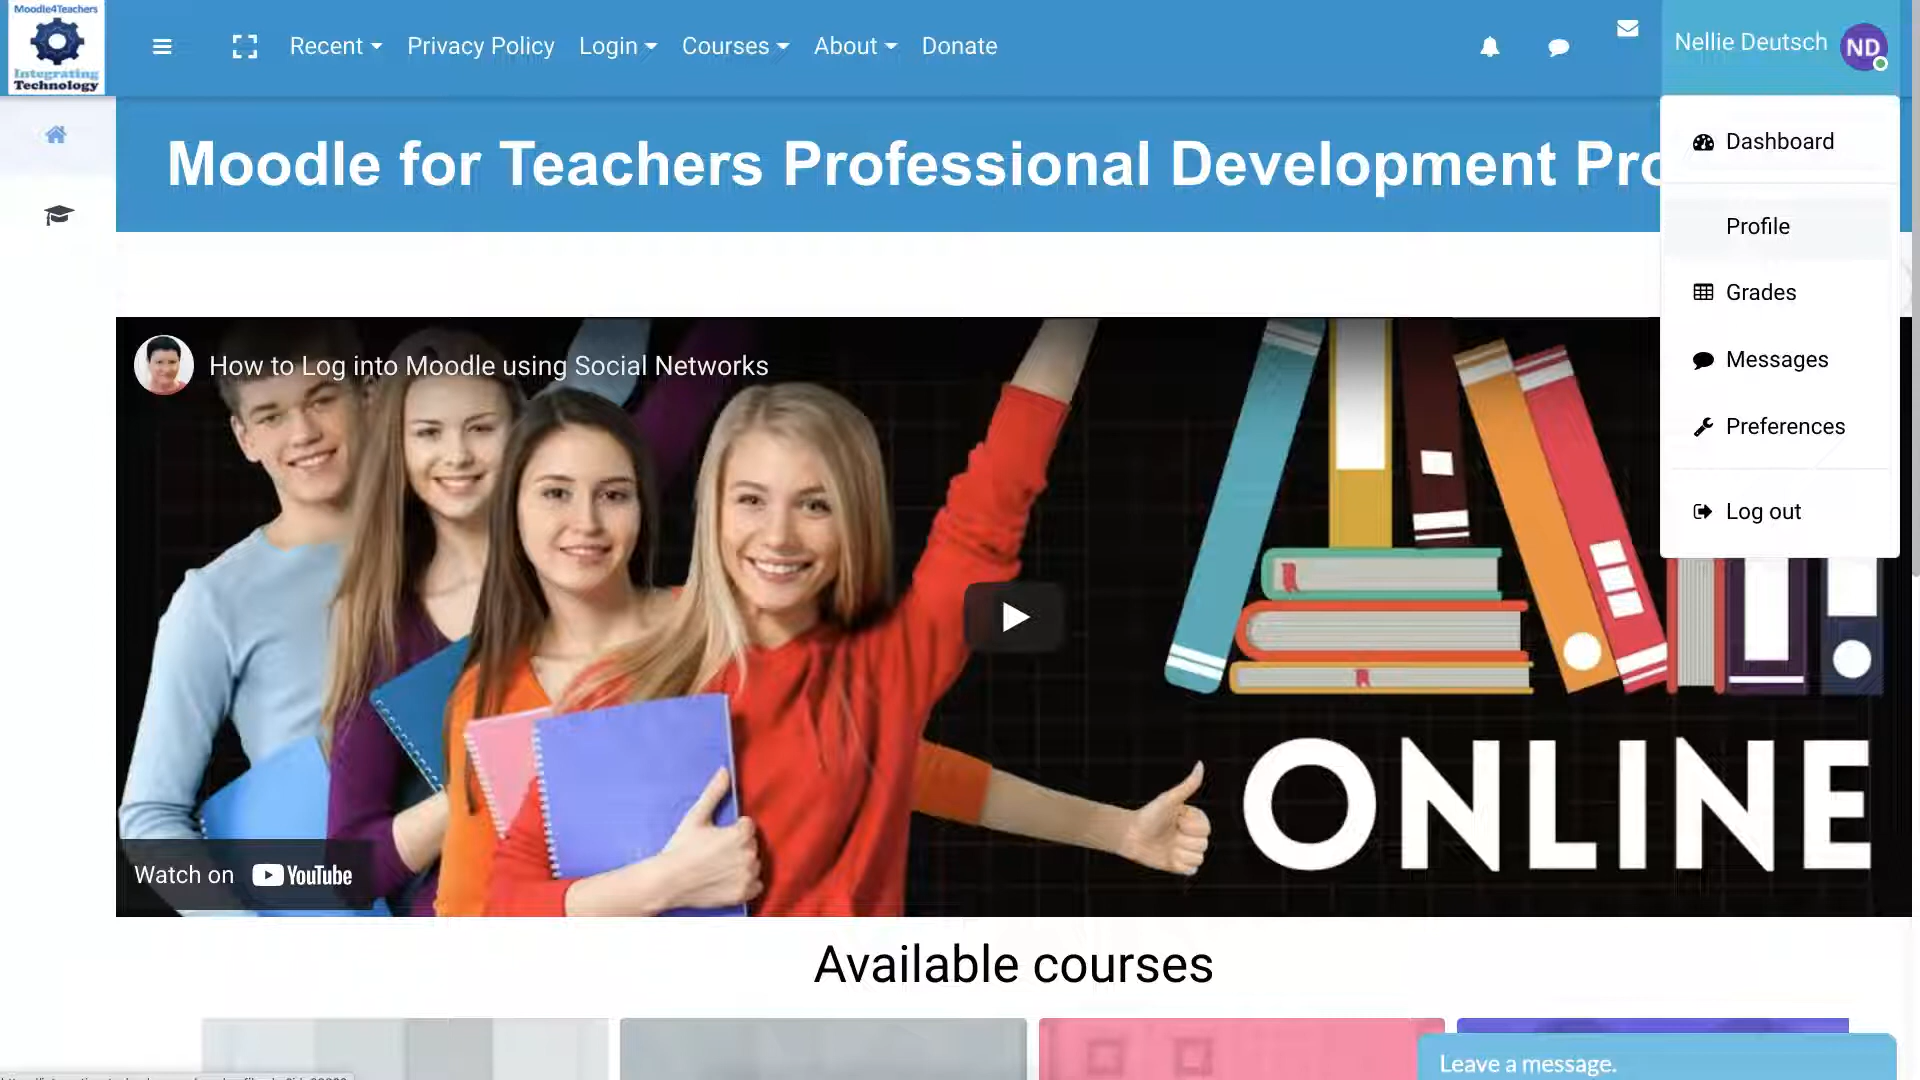 Moodle4Teachers
Integrating
Technology
Recent
Privacy Policy
Login
Courses
About
Donate
Nellie Deutsch
ND
Moodle for Teachers Professional Development Pro
Dashboard
Profile
Grades
Messages
Preferences
Log out
How to Log into Moodle using Social Networks
ONLINE
Watch on YouTube
Available courses
Leave a message.